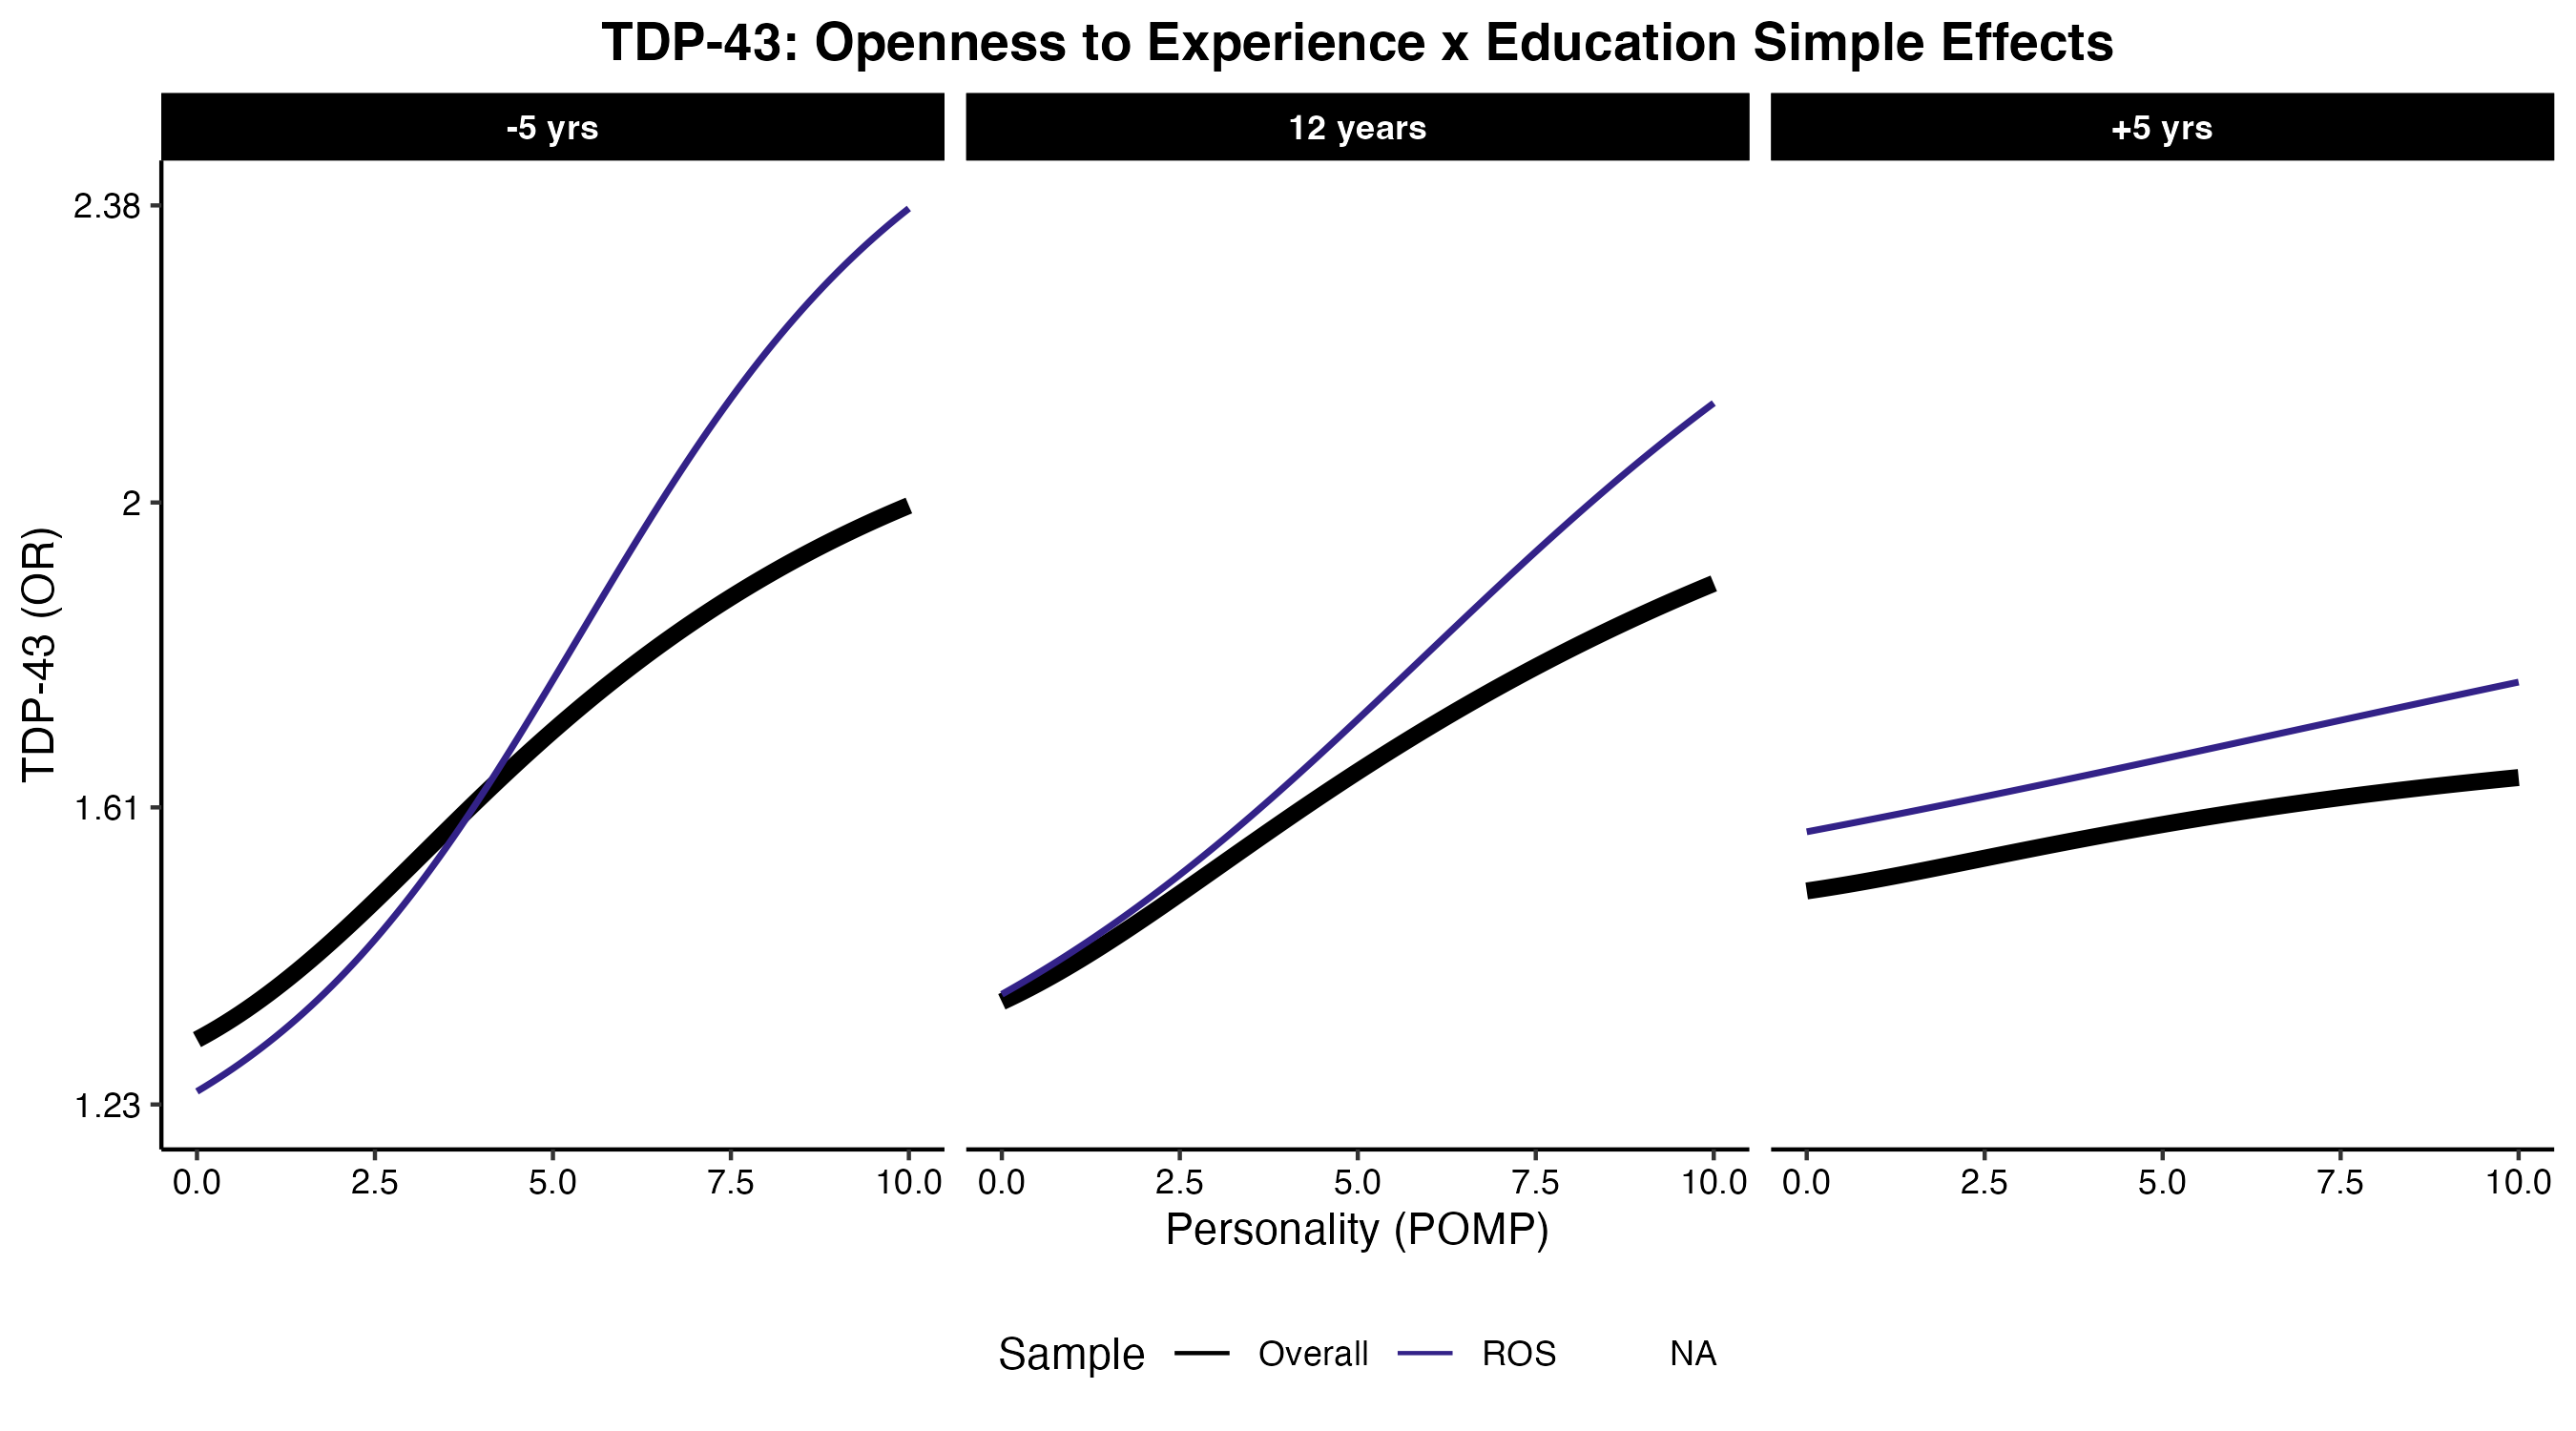 TDP-43: Openness to Experience x Education Simple Effects
-5 yrs 12 years +5 yrs
TDP-43 (OR)
2.38
2
1.61
1.23
0.0 2.5 5.0 7.5 10.0 0.0 2.5 5.0 7.5 10.0 0.0 2.5 5.0 7.5 10.0
Personality (POMP)
Sample Overall ROS NA